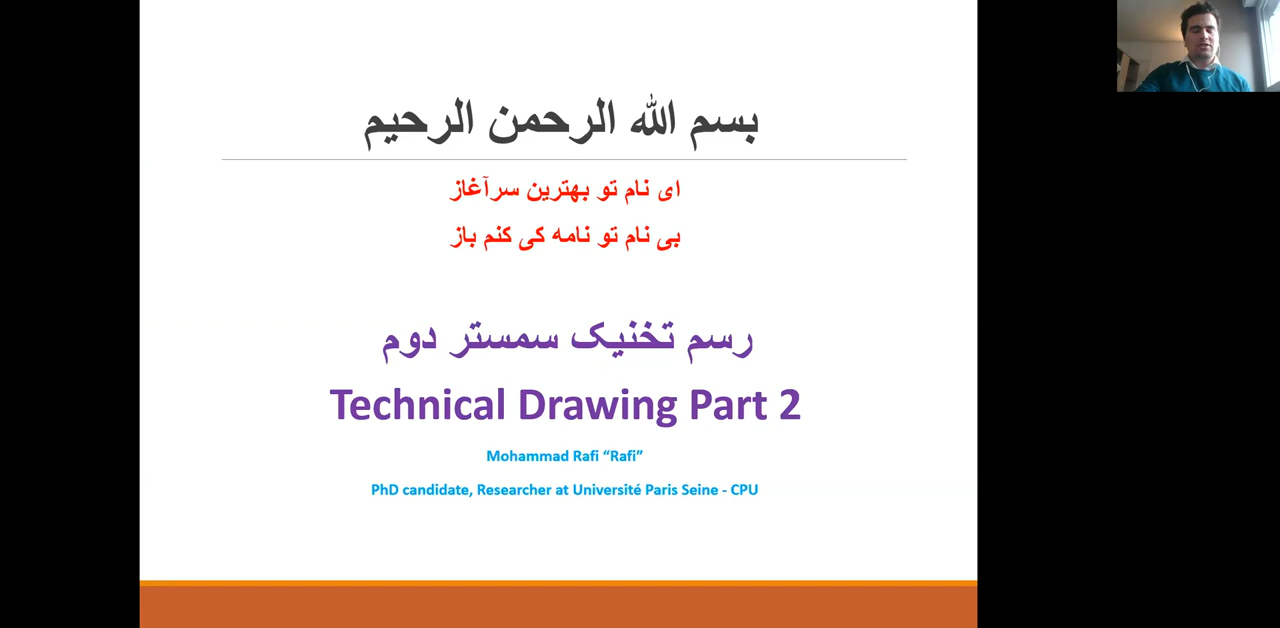 بسم الله الرحمن الرحیم
ای نام تو بهترین سرآغاز
بی نام تو نامه کی کنم باز
رسم تخنیک سمستر دوم
Technical Drawing Part 2
Mohammad Rafi “Rafi”
PhD candidate, Researcher at Université Paris Seine - CPU